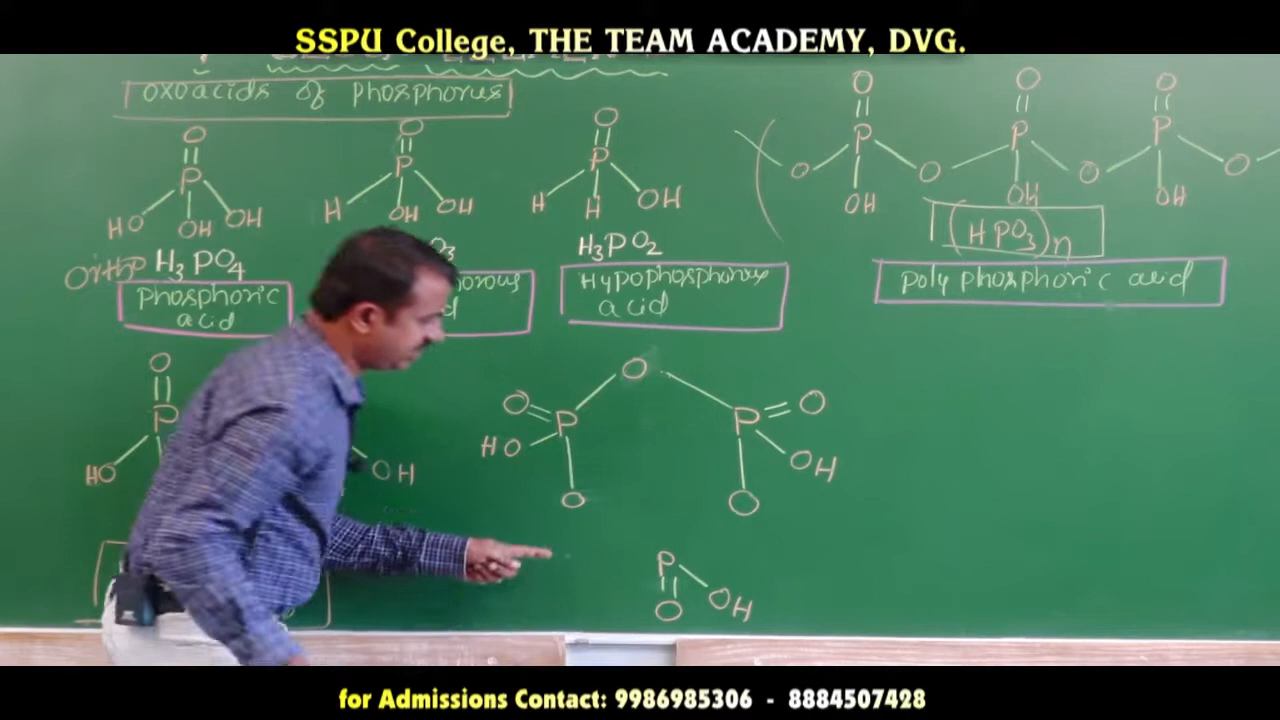 SSPU College, THE TEAM ACADEMY, DVG.
oxoacids of phosphorus
O
P
HO OH OH
Ortho H3PO4
phosphoric
acid
O
P
H OH OH
O3
horous
d
O
P
H H OH
H3PO2
Hypophosphorus
acid
O O O
P P P
O O O O
OH OH OH
(HPO3)n
poly phosphoric acid
O
P
HO OH
O
O P P O
HO OH
O O
P
O OH
for Admissions Contact: 9986985306 - 8884507428